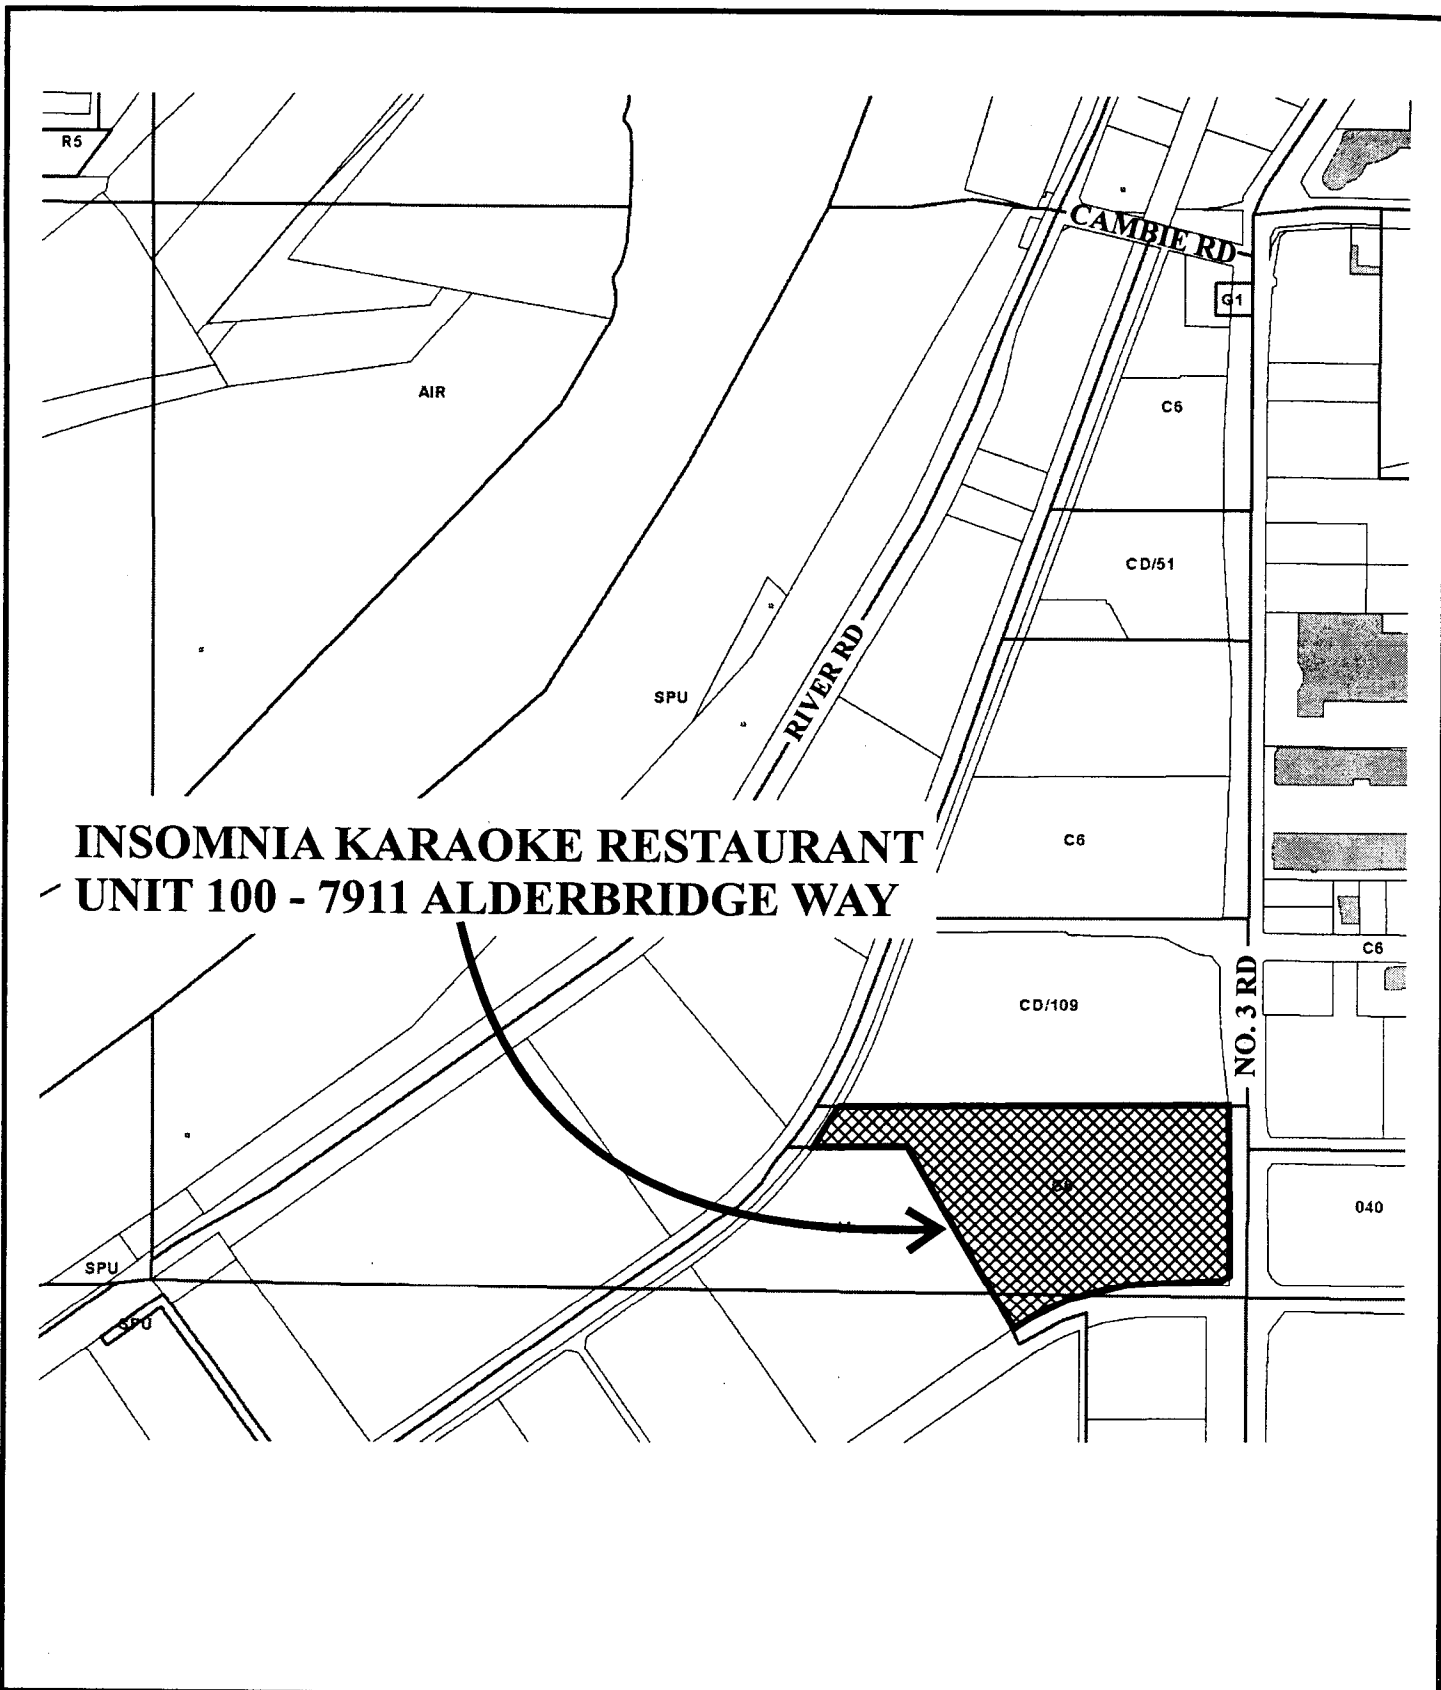 R5
CAMBIE RD
G1
AIR
C6
CD/51
RIVER RD
SPU
INSOMNIA KARAOKE RESTAURANT
UNIT 100 - 7911 ALDERBRIDGE WAY
C6
C6
CD/109
NO. 3 RD
040
SPU
SPU